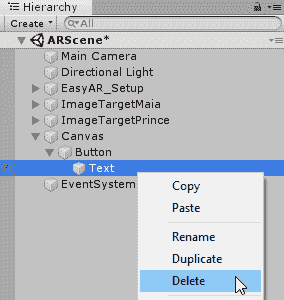 Hierarchy
Create All
ARScene*
Main Camera
Directional Light
EasyAR_Setup
ImageTargetMaia
ImageTargetPrince
Canvas
Button
Text
EventSystem
Copy
Paste
Rename
Duplicate
Delete